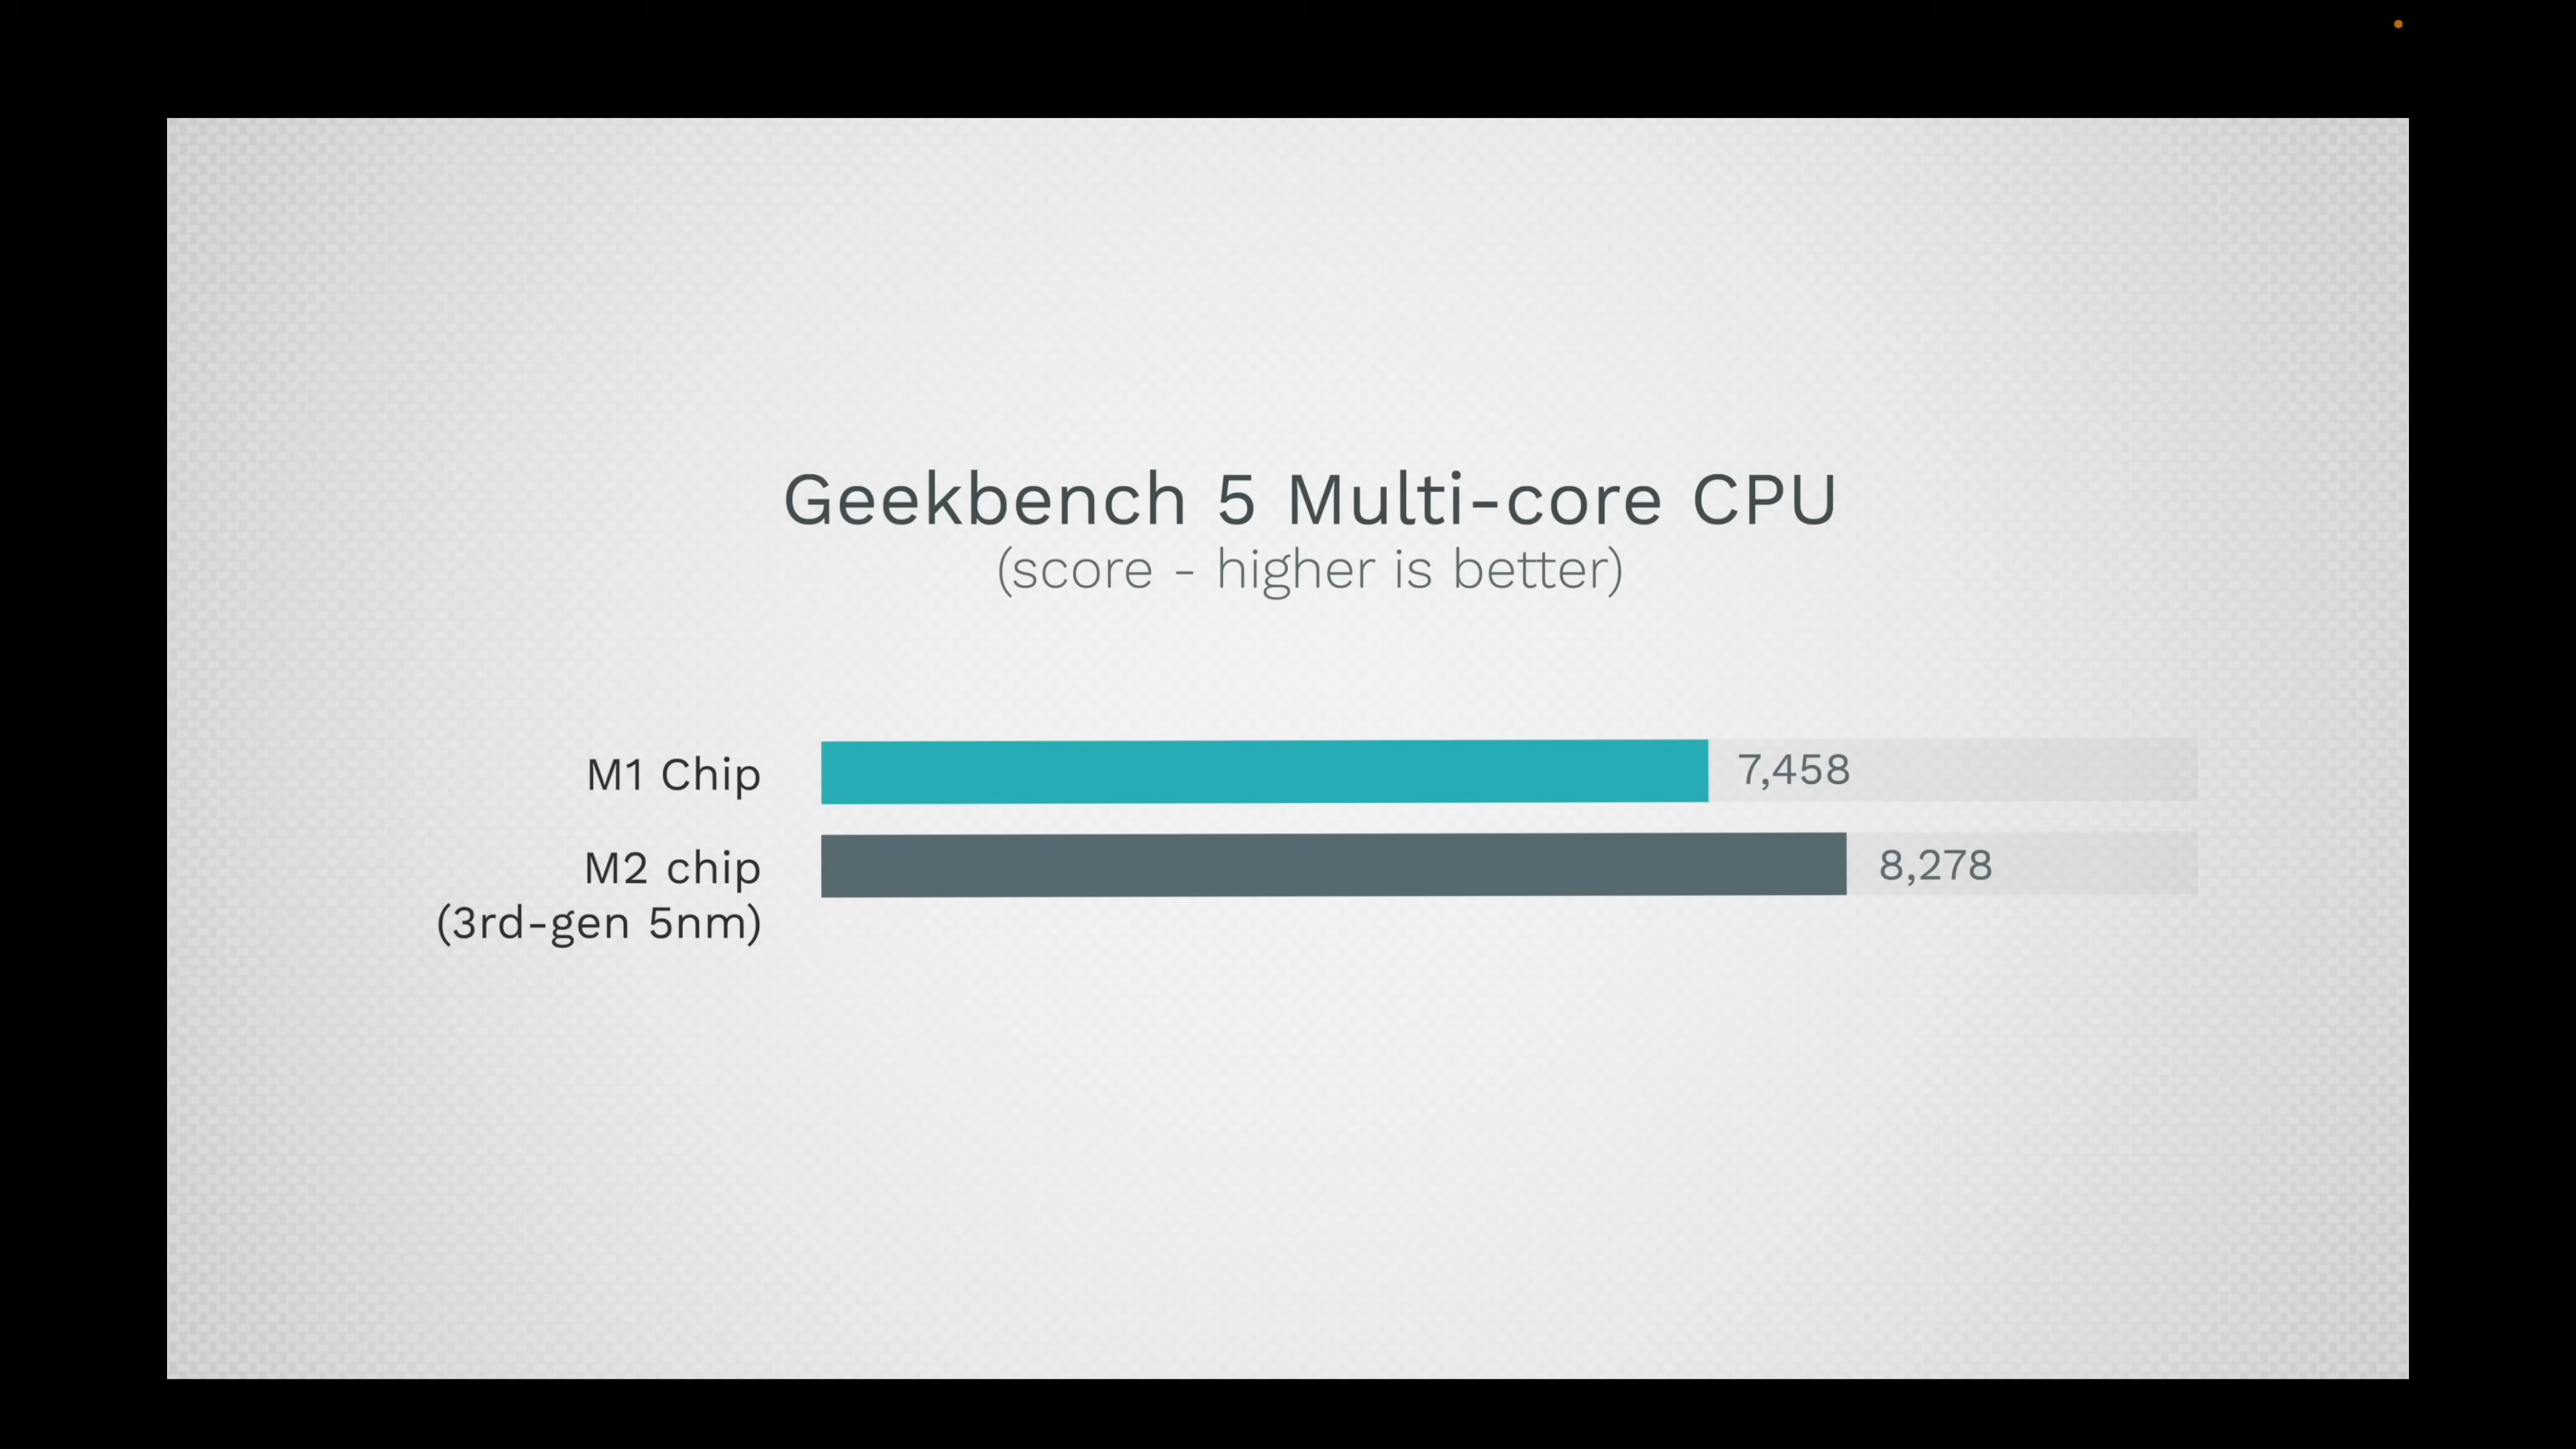 Geekbench 5 Multi-core CPU
(score - higher is better)
M1 Chip 7,458
M2 chip 8,278
(3rd-gen 5nm)